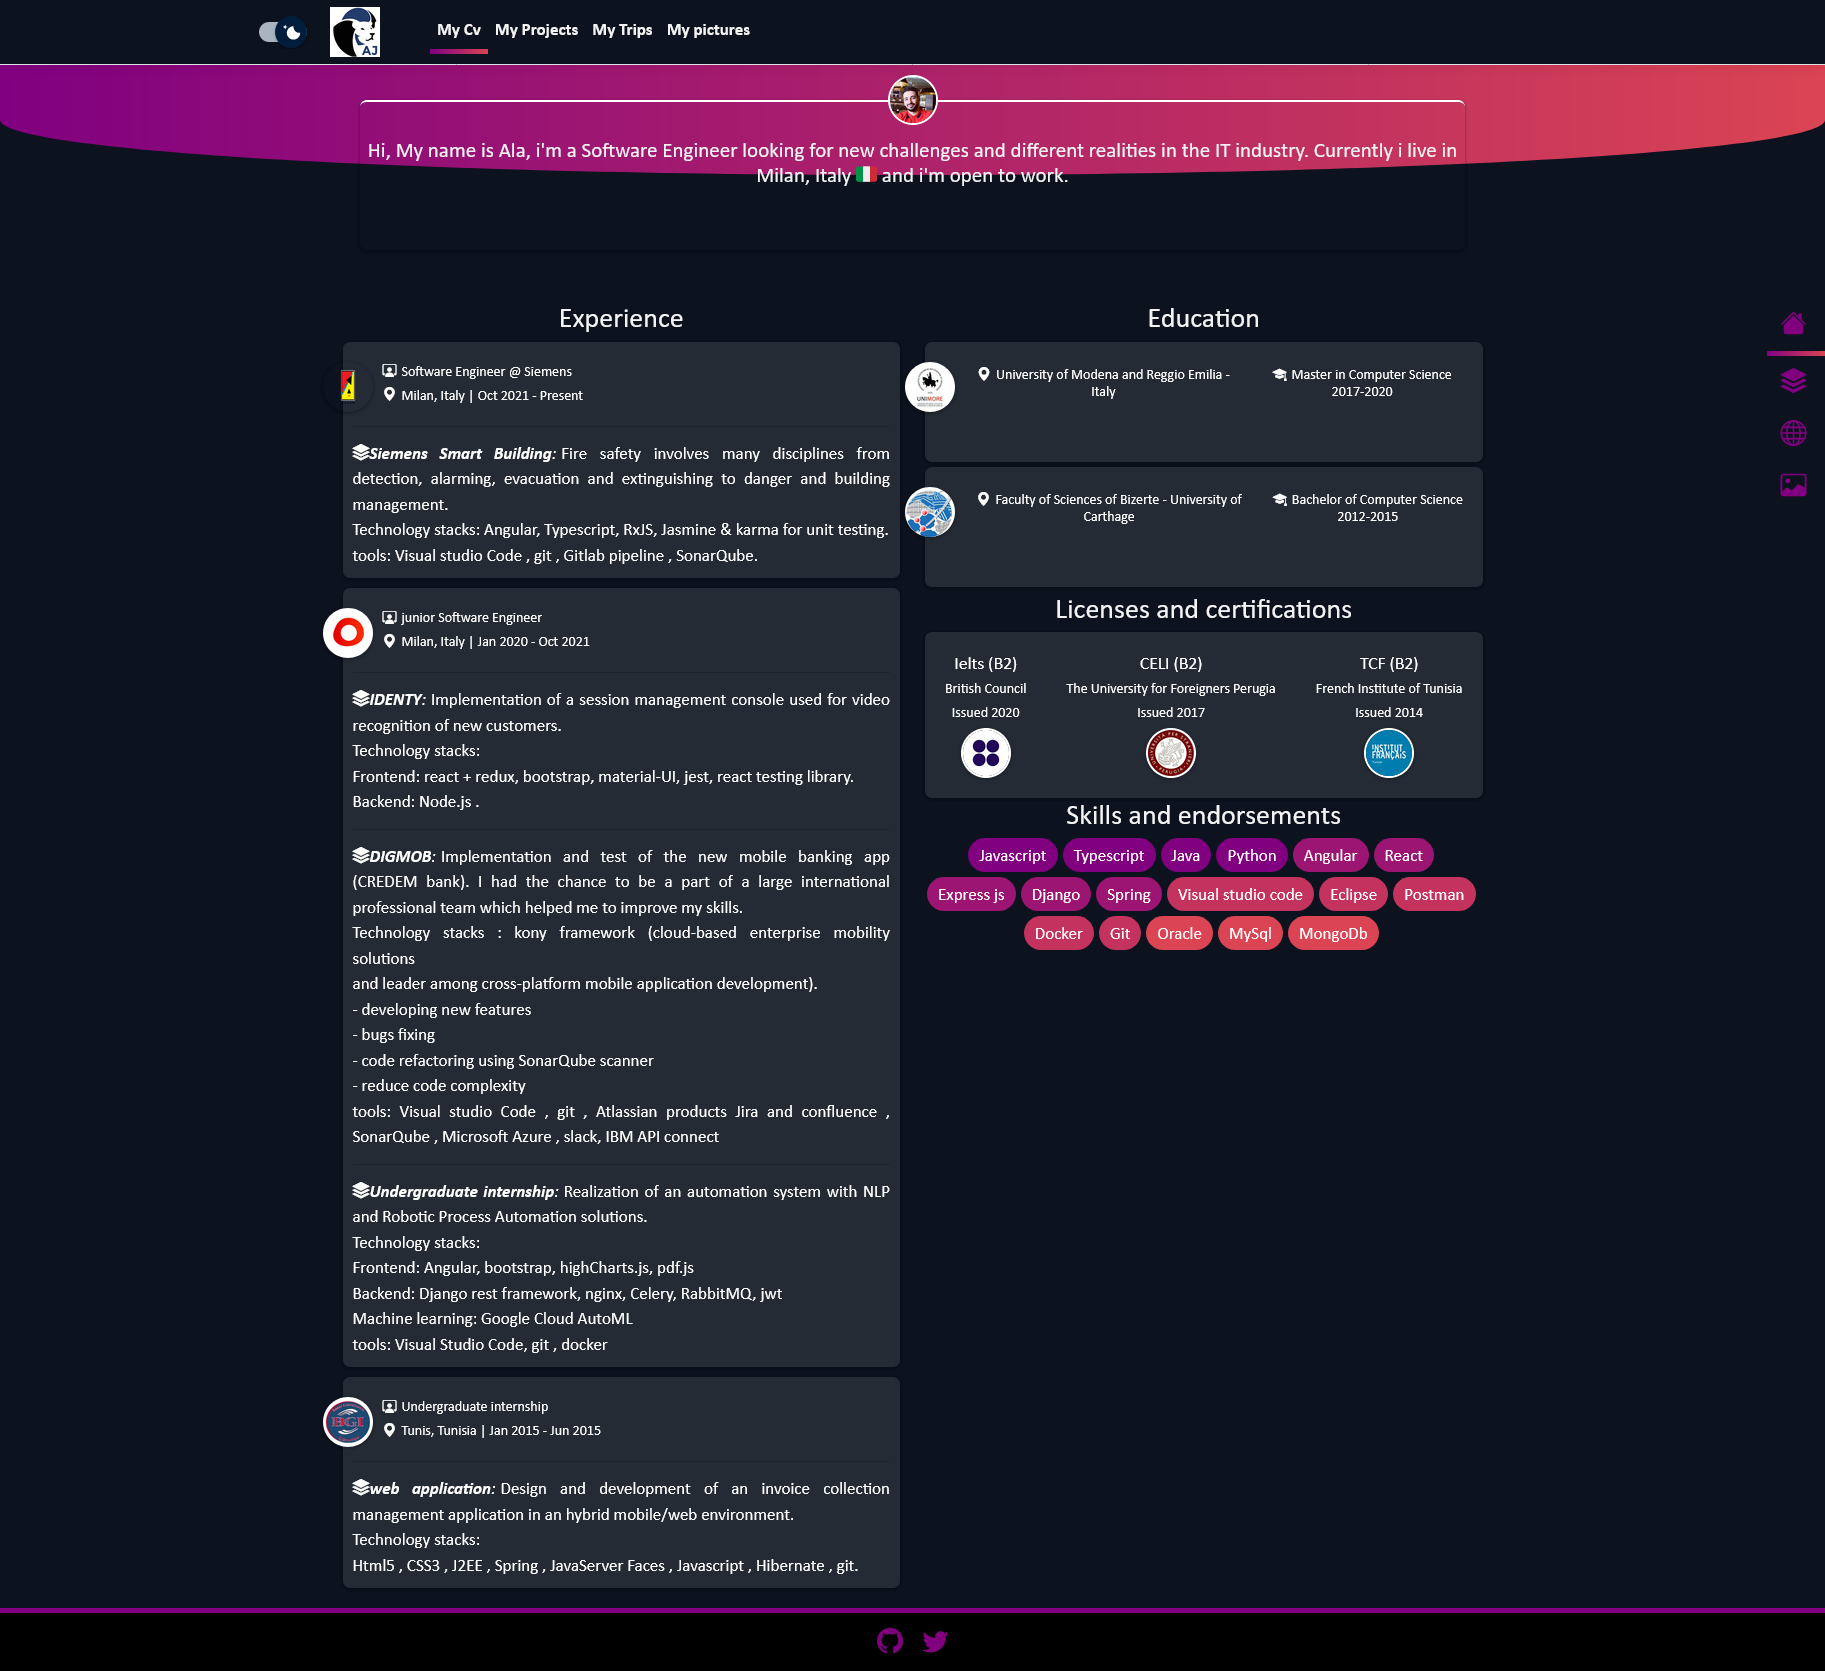 AJ
My Cv My Projects My Trips My pictures
Hi, My name is Ala, i'm a Software Engineer looking for new challenges and different realities in the IT industry. Currently i live in
Milan, Italy 🇮🇹 and i'm open to work.
Experience
Software Engineer @ Siemens
Milan, Italy | Oct 2021 - Present
Siemens Smart Building: Fire safety involves many disciplines from
detection, alarming, evacuation and extinguishing to danger and building
management.
Technology stacks: Angular, Typescript, RxJS, Jasmine & karma for unit testing.
tools: Visual studio Code , git , Gitlab pipeline , SonarQube.
junior Software Engineer
Milan, Italy | Jan 2020 - Oct 2021
IDENTY: Implementation of a session management console used for video
recognition of new customers.
Technology stacks:
Frontend: react + redux, bootstrap, material-UI, jest, react testing library.
Backend: Node.js .
DIGMOB: Implementation and test of the new mobile banking app
(CREDEM bank). I had the chance to be a part of a large international
professional team which helped me to improve my skills.
Technology stacks : kony framework (cloud-based enterprise mobility
solutions
and leader among cross-platform mobile application development).
- developing new features
- bugs fixing
- code refactoring using SonarQube scanner
- reduce code complexity
tools: Visual studio Code , git , Atlassian products Jira and confluence ,
SonarQube , Microsoft Azure , slack, IBM API connect
Undergraduate internship: Realization of an automation system with NLP
and Robotic Process Automation solutions.
Technology stacks:
Frontend: Angular, bootstrap, highCharts.js, pdf.js
Backend: Django rest framework, nginx, Celery, RabbitMQ, jwt
Machine learning: Google Cloud AutoML
tools: Visual Studio Code, git , docker
BGI
Undergraduate internship
Tunis, Tunisia | Jan 2015 - Jun 2015
web application: Design and development of an invoice collection
management application in an hybrid mobile/web environment.
Technology stacks:
Html5 , CSS3 , J2EE , Spring , JavaServer Faces , Javascript , Hibernate , git.
Education
UNIMORE
University of Modena and Reggio Emilia -
Italy
Master in Computer Science
2017-2020
Faculty of Sciences of Bizerte - University of
Carthage
Bachelor of Computer Science
2012-2015
Licenses and certifications
Ielts (B2)
British Council
Issued 2020
CELI (B2)
The University for Foreigners Perugia
Issued 2017
TCF (B2)
French Institute of Tunisia
Issued 2014
INSTITUT
FRANÇAIS
Skills and endorsements
Javascript Typescript Java Python Angular React
Express js Django Spring Visual studio code Eclipse Postman
Docker Git Oracle MySql MongoDb